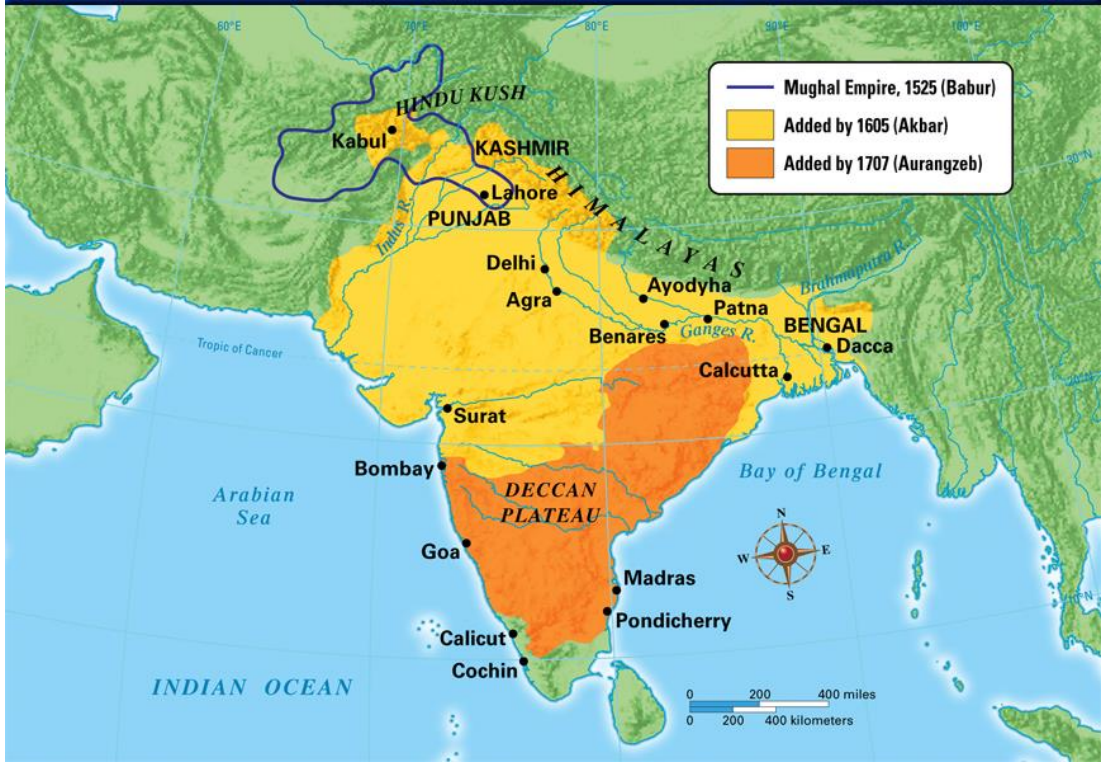 60°E
70°E
80°E
90°E
100°E
Mughal Empire, 1525 (Babur)
Added by 1605 (Akbar)
Added by 1707 (Aurangzeb)
HINDU KUSH
Kabul
KASHMIR
30°N
Lahore
HIMALAYAS
PUNJAB
Indus R.
Delhi
Ayodyha
Brahmaputra R.
Agra
Patna
Benares
Ganges R.
BENGAL
Dacca
Tropic of Cancer
Calcutta
20°N
Surat
Bombay
Arabian
Sea
DECCAN
PLATEAU
Bay of Bengal
N
W
E
S
Goa
Madras
10°N
Pondicherry
Calicut
Cochin
INDIAN OCEAN
0 200 400 miles
0 200 400 kilometers